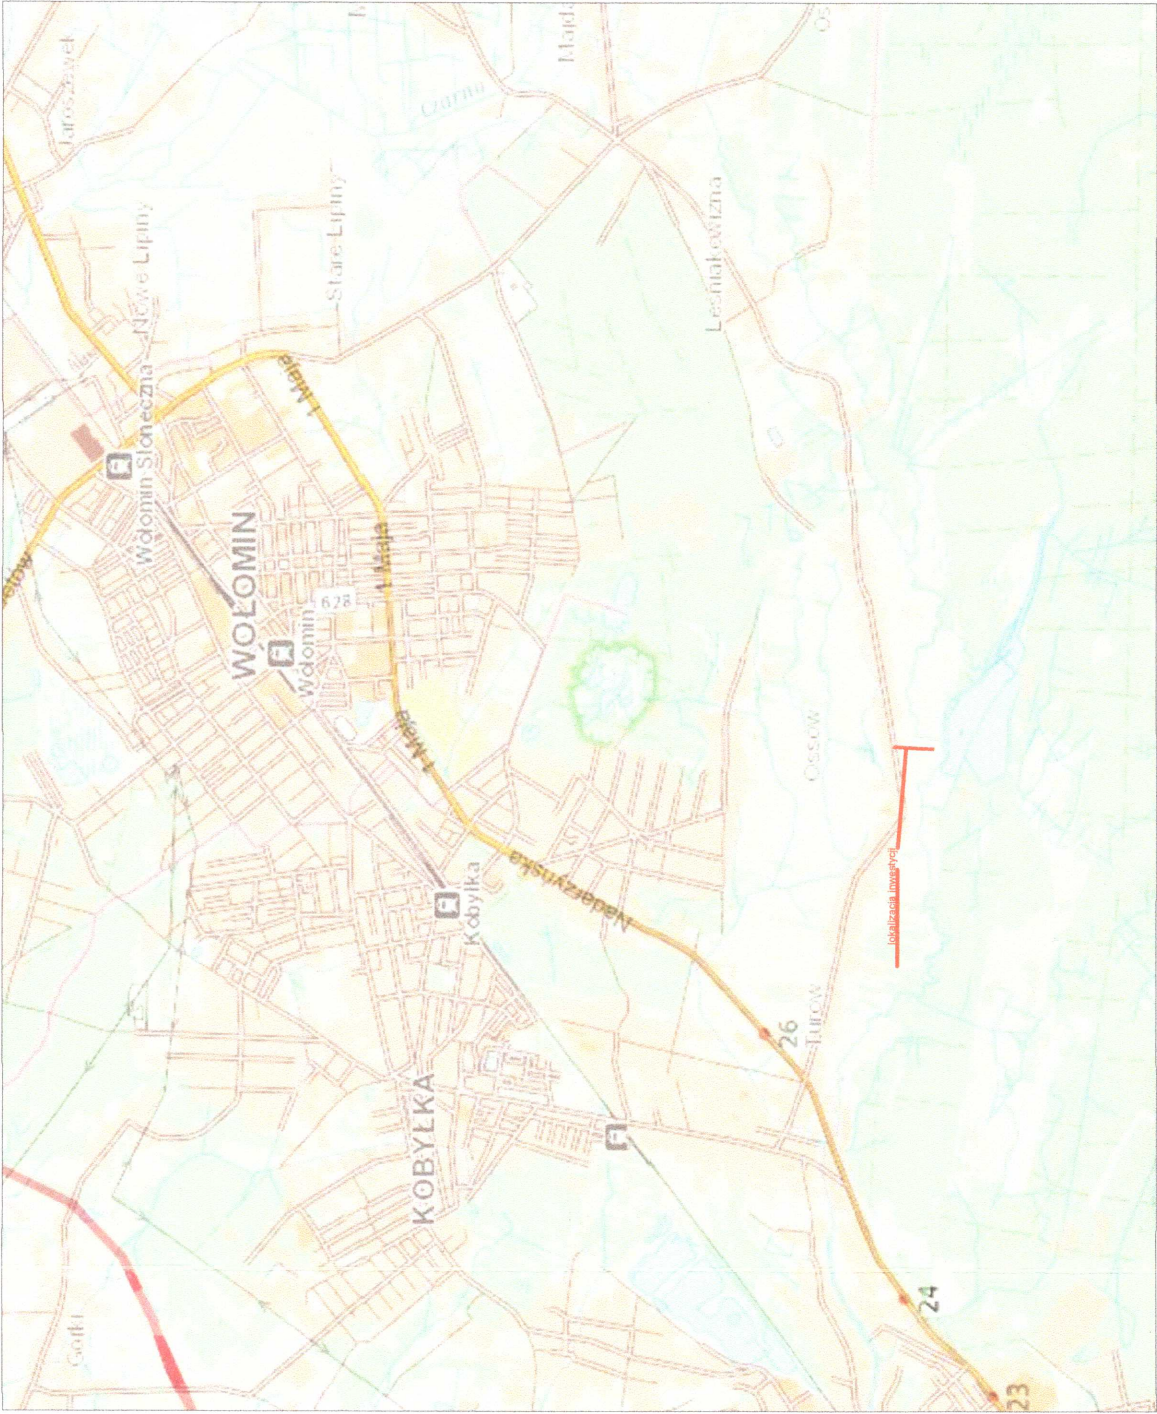 Czarna
Nowe Lipiny
Stare Lipiny
Leśniakowizna
1 Maja
Wołomin Słoneczna
WOŁOMIN
628
Wołomin
1 Maja
1 Maja
Ossów
Nadarzyńska
Kobyłka
lokalizacja inwestycji
26
Turów
KOBYŁKA
24
23